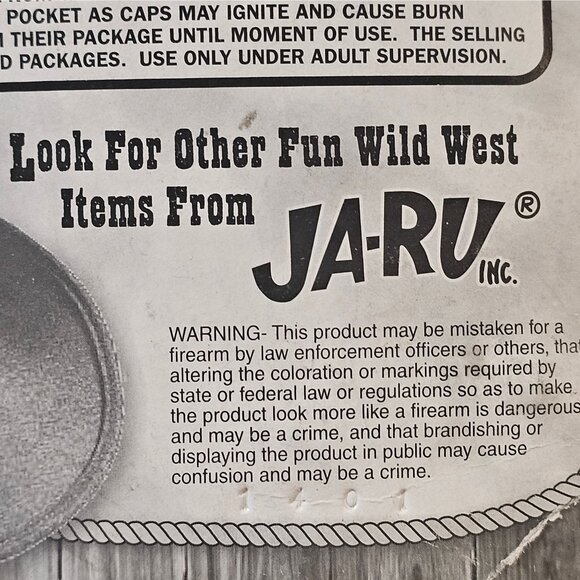 POCKET AS CAPS MAY IGNITE AND CAUSE BURN
THEIR PACKAGE UNTIL MOMENT OF USE. THE SELLING
D PACKAGES. USE ONLY UNDER ADULT SUPERVISION.
Look For Other Fun Wild West
Items From JA-RU® INC.
WARNING- This product may be mistaken for a
firearm by law enforcement officers or others, that
altering the coloration or markings required by
state or federal law or regulations so as to make
the product look more like a firearm is dangerous
and may be a crime, and that brandishing or
displaying the product in public may cause
confusion and may be a crime.
1 4 0 1